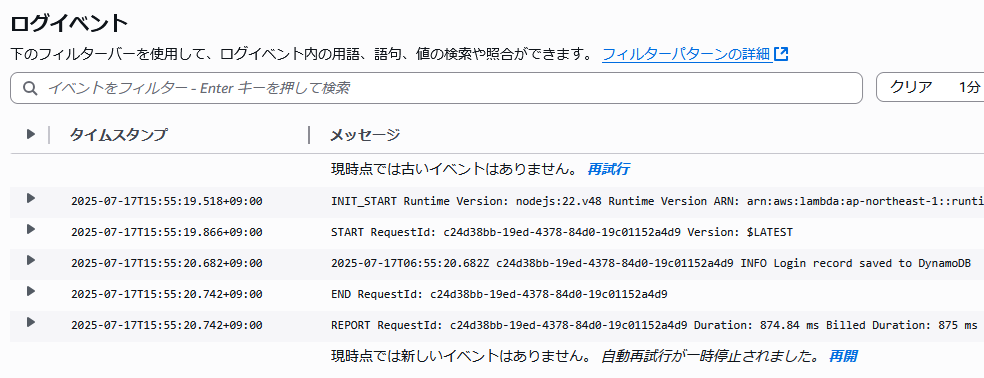 ログイベント
下のフィルターバーを使用して、ログイベント内の用語、語句、値の検索や照合ができます。 フィルターパターンの詳細
イベントをフィルター - Enter キーを押して検索 クリア 1分
タイムスタンプ メッセージ
現時点では古いイベントはありません。 再試行
2025-07-17T15:55:19.518+09:00 INIT_START Runtime Version: nodejs:22.v48 Runtime Version ARN: arn:aws:lambda:ap-northeast-1::runti
2025-07-17T15:55:19.866+09:00 START RequestId: c24d38bb-19ed-4378-84d0-19c01152a4d9 Version: $LATEST
2025-07-17T15:55:20.682+09:00 2025-07-17T06:55:20.682Z c24d38bb-19ed-4378-84d0-19c01152a4d9 INFO Login record saved to DynamoDB
2025-07-17T15:55:20.742+09:00 END RequestId: c24d38bb-19ed-4378-84d0-19c01152a4d9
2025-07-17T15:55:20.742+09:00 REPORT RequestId: c24d38bb-19ed-4378-84d0-19c01152a4d9 Duration: 874.84 ms Billed Duration: 875 ms
現時点では新しいイベントはありません。 自動再試行が一時停止されました。 再開